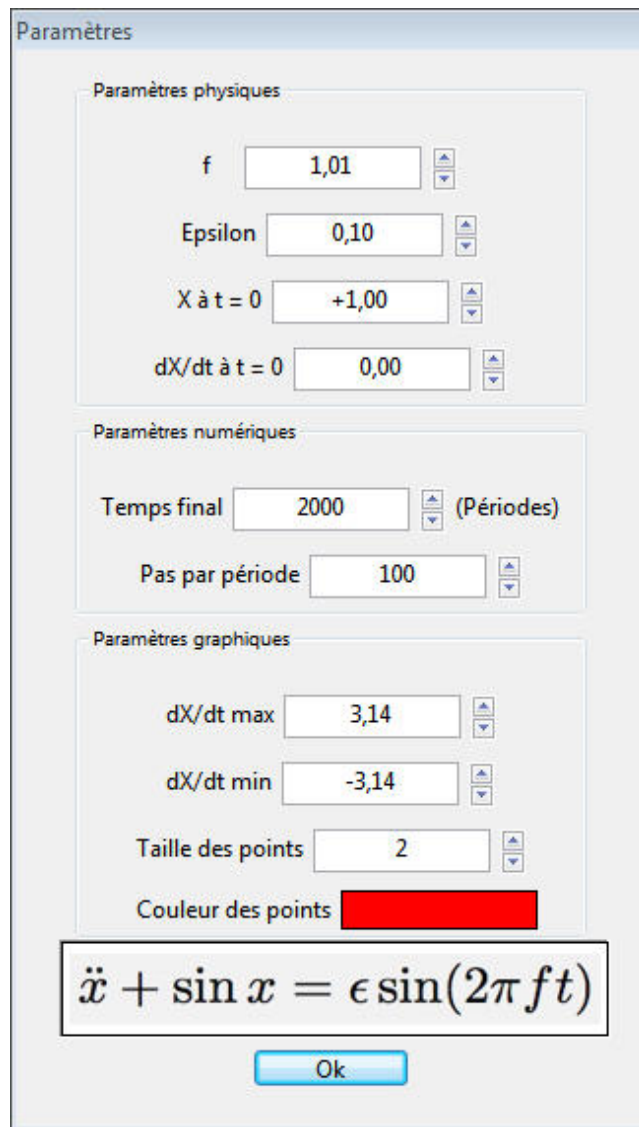 Paramètres
Paramètres physiques
f 1,01
Epsilon 0,10
X à t = 0 +1,00
dX/dt à t = 0 0,00
Paramètres numériques
Temps final 2000 (Périodes)
Pas par période 100
Paramètres graphiques
dX/dt max 3,14
dX/dt min -3,14
Taille des points 2
Couleur des points
ẍ + sin x = ϵ sin(2πft)
Ok